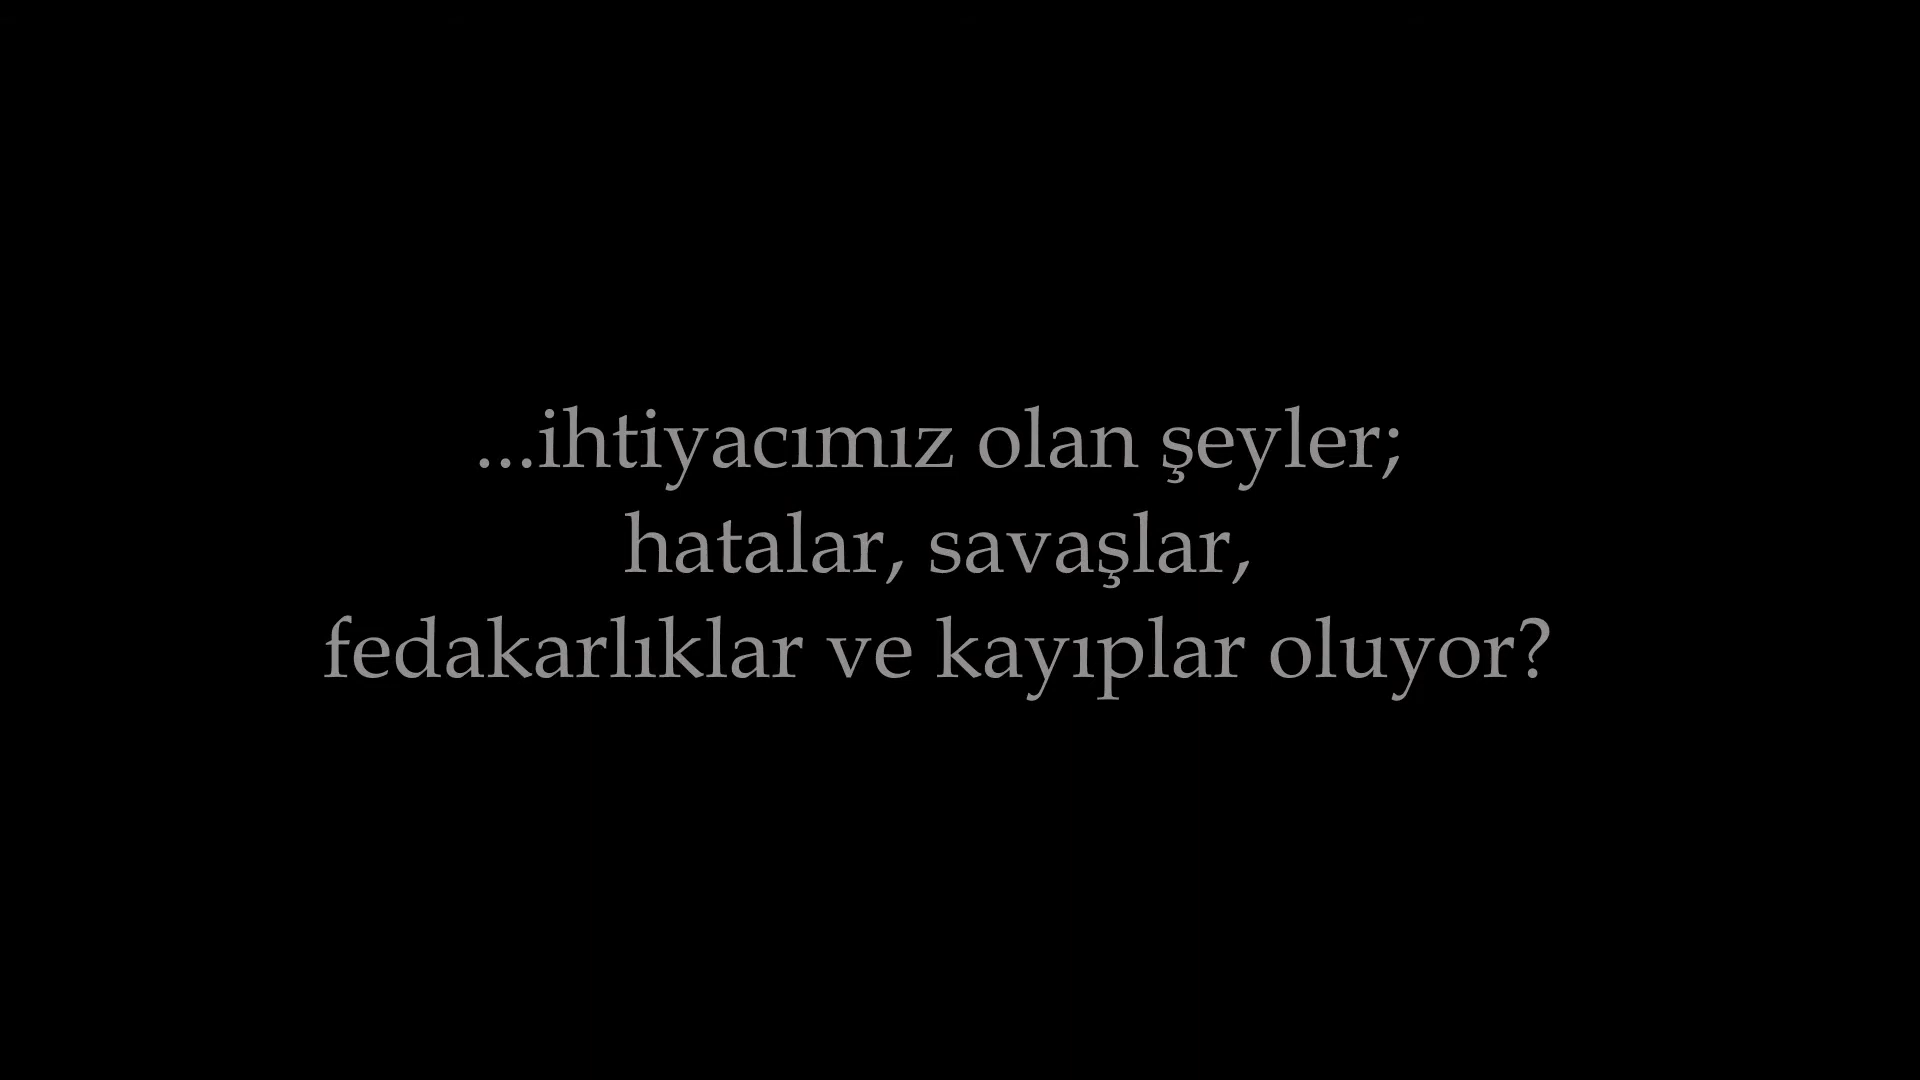 ...ihtiyacımız olan şeyler;
hatalar, savaşlar,
fedakarlıklar ve kayıplar oluyor?